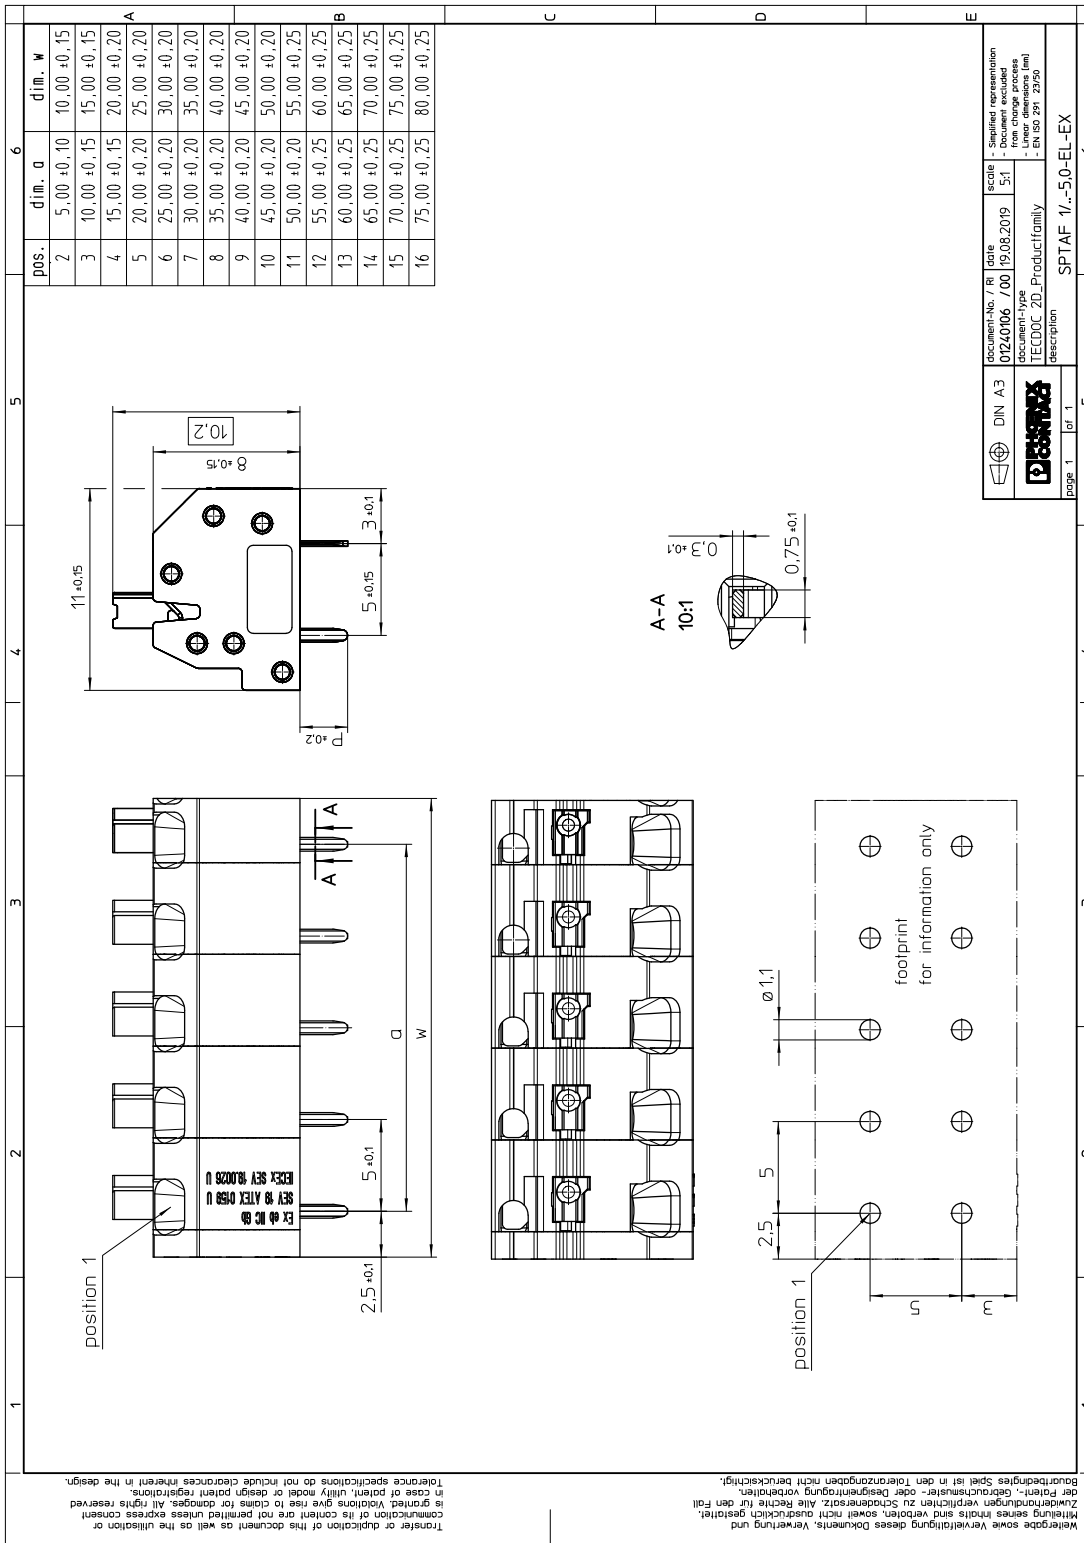 1
2
3
4
5
6
A
B
C
D
E
pos. dim. a dim. w
2 5,00 ±0,10 10,00 ±0,15
3 10,00 ±0,15 15,00 ±0,15
4 15,00 ±0,15 20,00 ±0,20
5 20,00 ±0,20 25,00 ±0,20
6 25,00 ±0,20 30,00 ±0,20
7 30,00 ±0,20 35,00 ±0,20
8 35,00 ±0,20 40,00 ±0,20
9 40,00 ±0,20 45,00 ±0,20
10 45,00 ±0,20 50,00 ±0,20
11 50,00 ±0,20 55,00 ±0,25
12 55,00 ±0,25 60,00 ±0,25
13 60,00 ±0,25 65,00 ±0,25
14 65,00 ±0,25 70,00 ±0,25
15 70,00 ±0,25 75,00 ±0,25
16 75,00 ±0,25 80,00 ±0,25
position 1
Ex eb IIC Gb
SEV 18 ATEX 0159 U
IECEx SEV 18.0026 U
2,5 ±0,1
5 ±0,1
a
w
A
A
11 ±0,15
10,2
8 ±0,15
3 ±0,1
5 ±0,15
P ±0,2
A-A
10:1
0,3 ±0,1
0,75 ±0,1
position 1
2,5
5
ø1,1
5
3
footprint
for information only
DIN A3
PHOENIX
CONTACT
page 1 of 1
document-No. / RI
01240106 / 00
date
19.08.2019
scale
5:1
- Simplified representation
- Document excluded
from change process
- Linear dimensions [mm]
- EN ISO 291 23/50
document-type
TECDOC 2D_Productfamily
description
SPTAF 1/..-5,0-EL-EX
Transfer or duplication of this document as well as the utilisation or
communication of its content are not permitted unless express consent
is granted. Violations give rise to claims for damages. All rights reserved
in case of patent, utility model or design patent registrations.
Tolerance specifications do not include clearances inherent in the design.
Weitergabe sowie Vervielfältigung dieses Dokuments, Verwertung und
Mitteilung seines Inhalts sind verboten, soweit nicht ausdrücklich gestattet.
Zuwiderhandlungen verpflichten zu Schadenersatz. Alle Rechte für den Fall
der Patent-, Gebrauchsmuster- oder Designeintragung vorbehalten.
Bauartbedingtes Spiel ist in den Toleranzangaben nicht berücksichtigt.